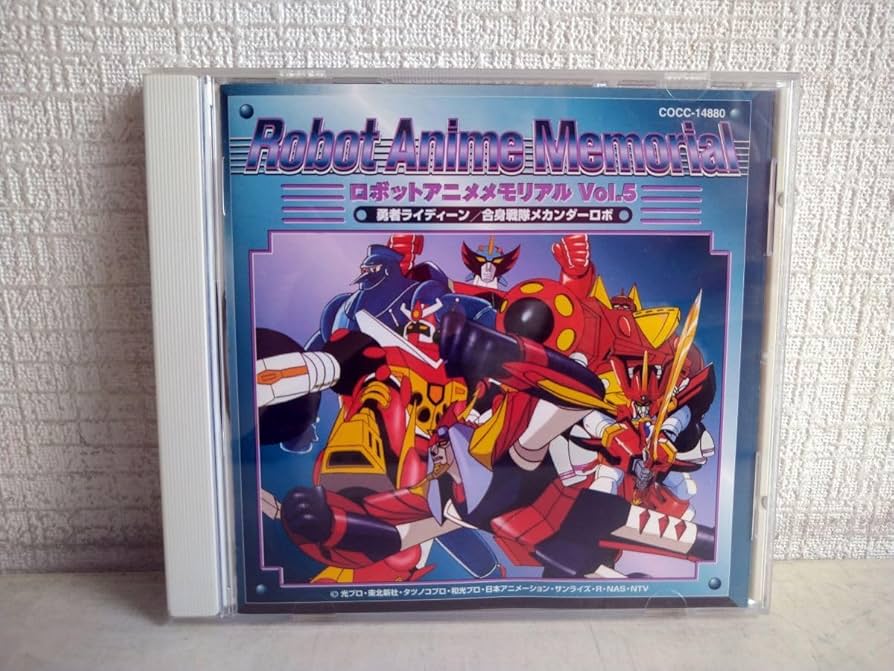 COCC-14880
Robot Anime Memorial
ロボットアニメメモリアル Vol.5
勇者ライディーン／合身戦隊メカンダーロボ
© 光プロ・東北新社・タツノコプロ・和光プロ・日本アニメーション・サンライズ・R・NAS・NTV